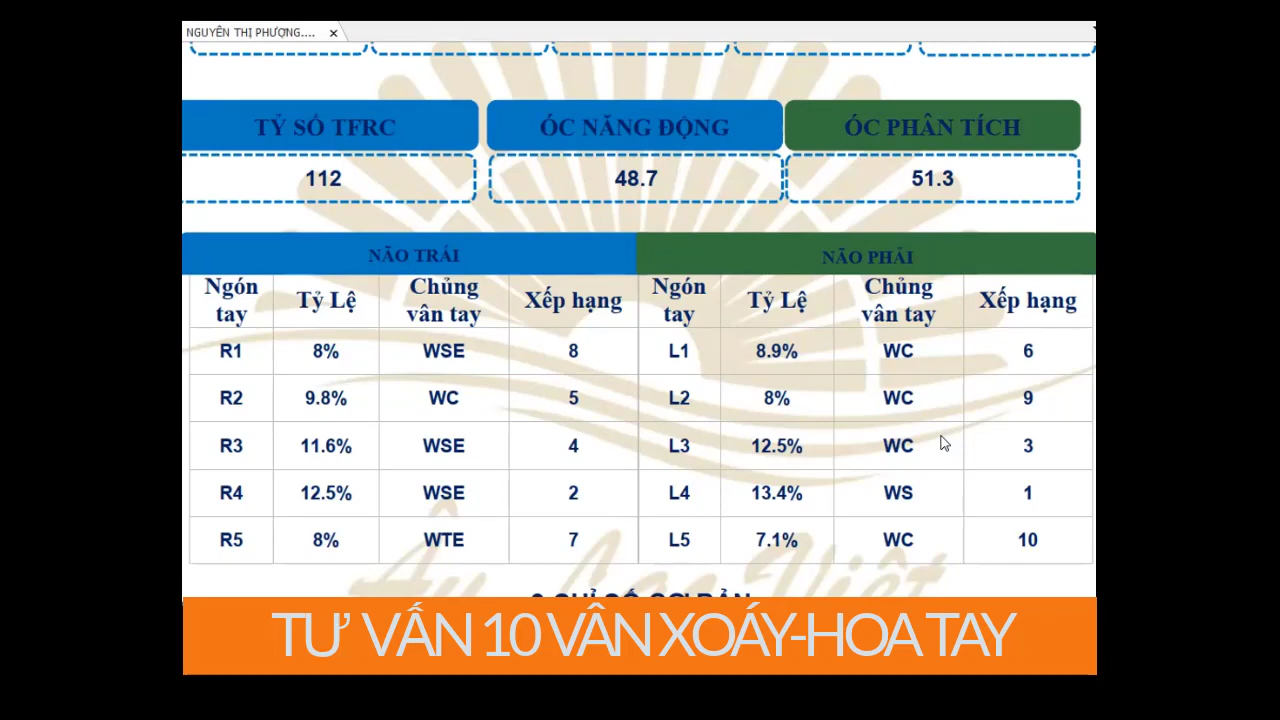 NGUYÊN THỊ PHƯỢNG....
TỶ SỐ TFRC
ÓC NĂNG ĐỘNG
ÓC PHÂN TÍCH
112
48.7
51.3
NÃO TRÁI
NÃO PHẢI
Ngón tay Tỷ Lệ Chủng vân tay Xếp hạng Ngón tay Tỷ Lệ Chủng vân tay Xếp hạng
R1 8% WSE 8 L1 8.9% WC 6
R2 9.8% WC 5 L2 8% WC 9
R3 11.6% WSE 4 L3 12.5% WC 3
R4 12.5% WSE 2 L4 13.4% WS 1
R5 8% WTE 7 L5 7.1% WC 10
Âu Lạc Việt
TƯ VẤN 10 VÂN XOÁY-HOA TAY